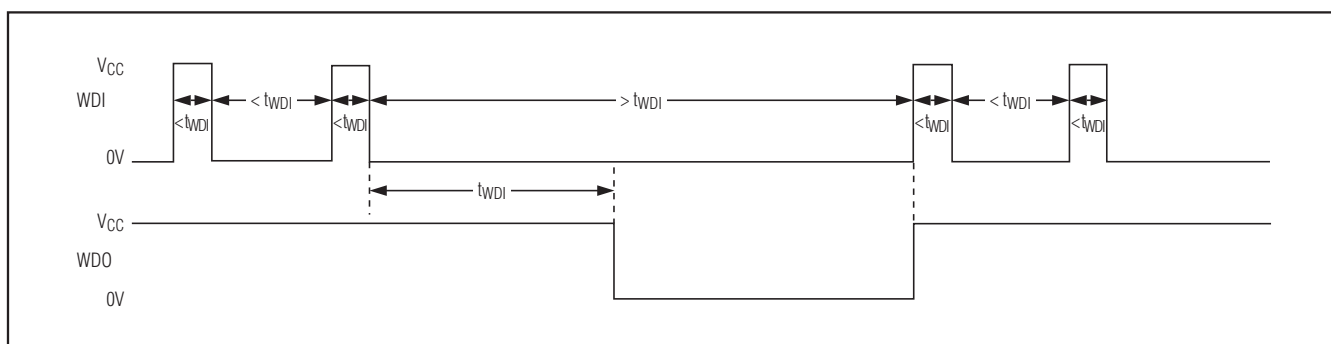 VCC
WDI
< tWDI
> tWDI
< tWDI
<tWDI
<tWDI
<tWDI
<tWDI
0V
tWDI
VCC
WDO
0V